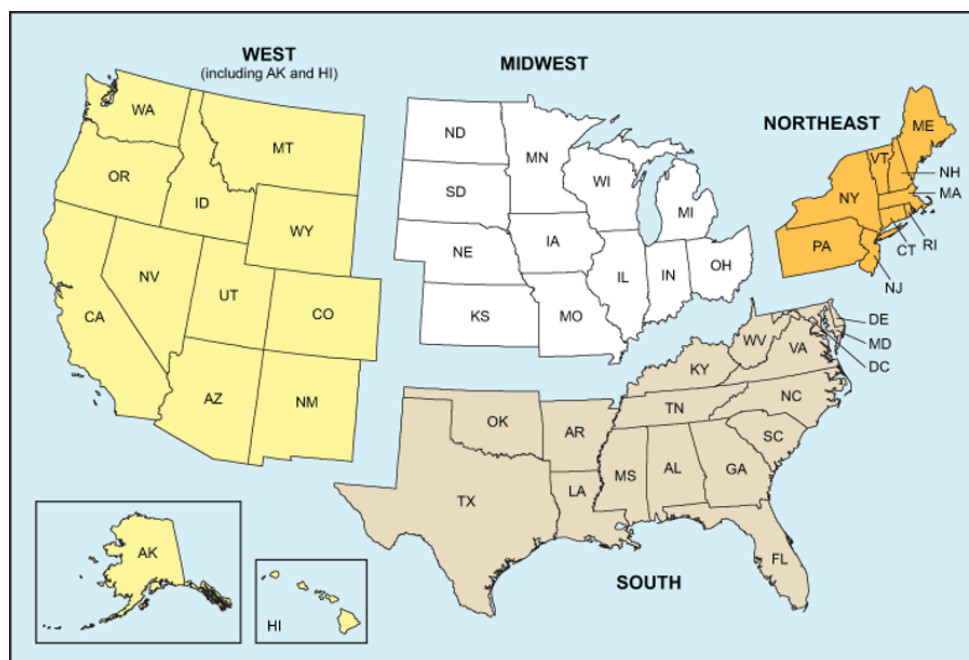 WEST
(including AK and HI)
MIDWEST
NORTHEAST
WA
MT
OR
ID
WY
NV
UT
CO
CA
AZ
NM
ND
MN
SD
WI
MI
NE
IA
IL
IN
OH
KS
MO
ME
VT
NH
NY
MA
PA
RI
CT
NJ
DE
WV
VA
MD
KY
DC
TN
NC
OK
AR
SC
MS
AL
GA
TX
LA
FL
SOUTH
AK
HI